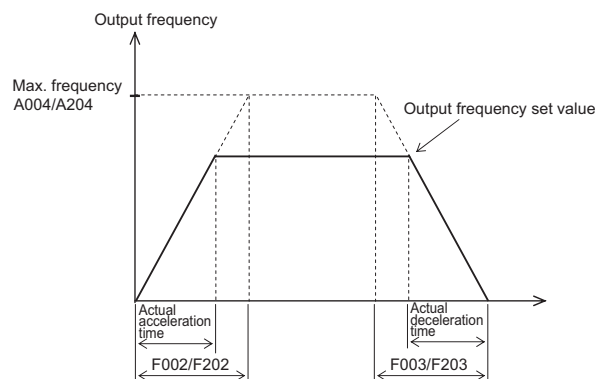 Output frequency
Max. frequency
A004/A204
Output frequency set value
Actual
acceleration
time
Actual
deceleration
time
F002/F202
F003/F203